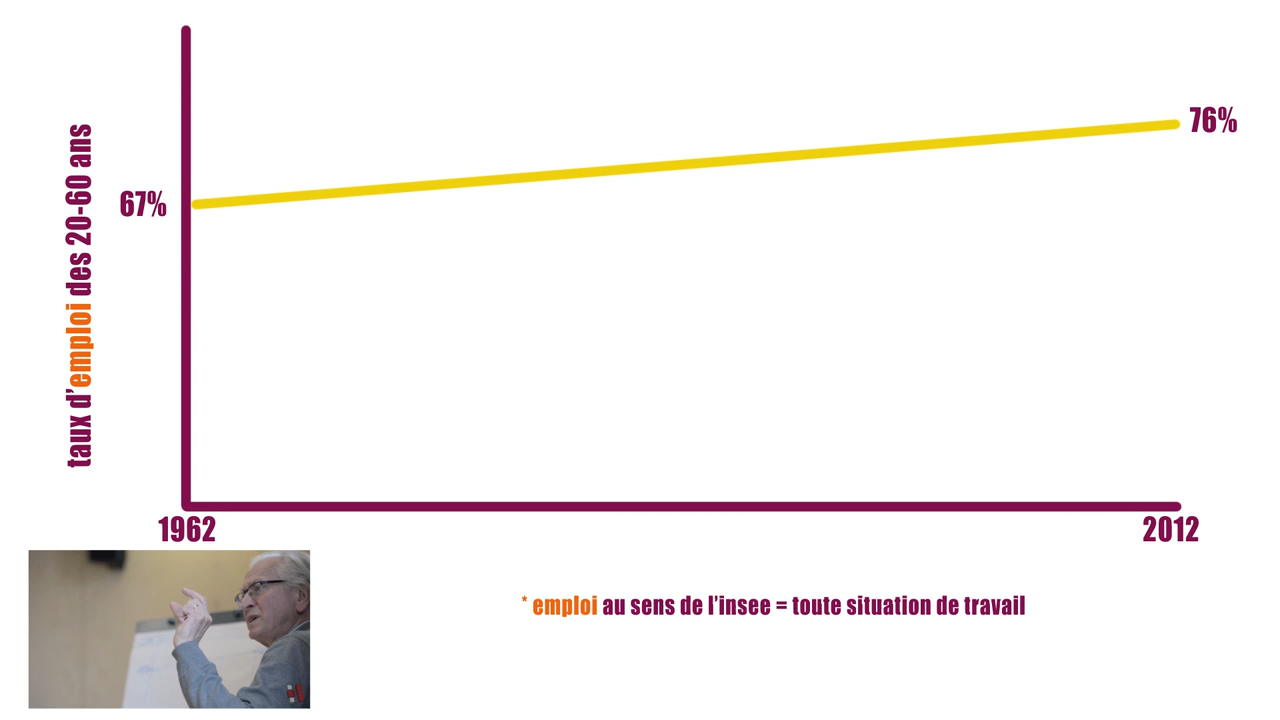 76%
67%
taux d'emploi des 20-60 ans
1962
2012
* emploi au sens de l'insee = toute situation de travail